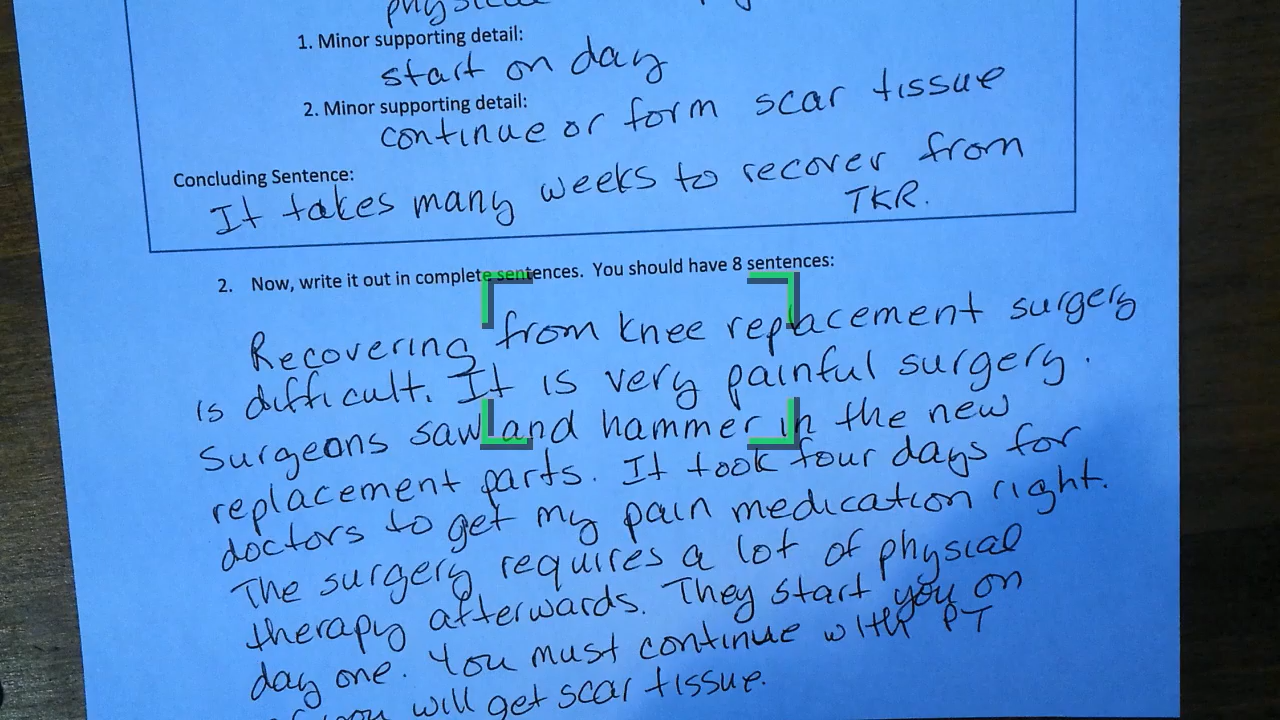 physical
1. Minor supporting detail:
start on day
2. Minor supporting detail:
continue or form scar tissue
Concluding Sentence:
It takes many weeks to recover from
TKR.
2. Now, write it out in complete sentences. You should have 8 sentences:
Recovering from knee replacement surgery
is difficult. It is very painful surgery.
Surgeons saw and hammer in the new
replacement parts. It took four days for
doctors to get my pain medication right.
The surgery requires a lot of physial
therapy afterwards. They start you on
day one. You must continue with PT
you will get scar tissue.